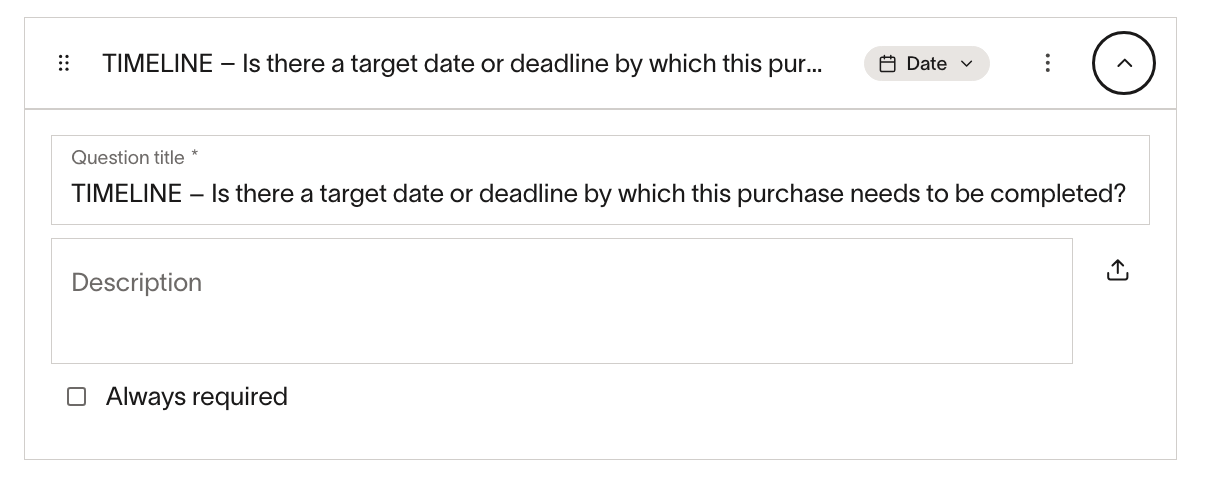 TIMELINE – Is there a target date or deadline by which this pur... Date
Question title *
TIMELINE – Is there a target date or deadline by which this purchase needs to be completed?
Description
Always required